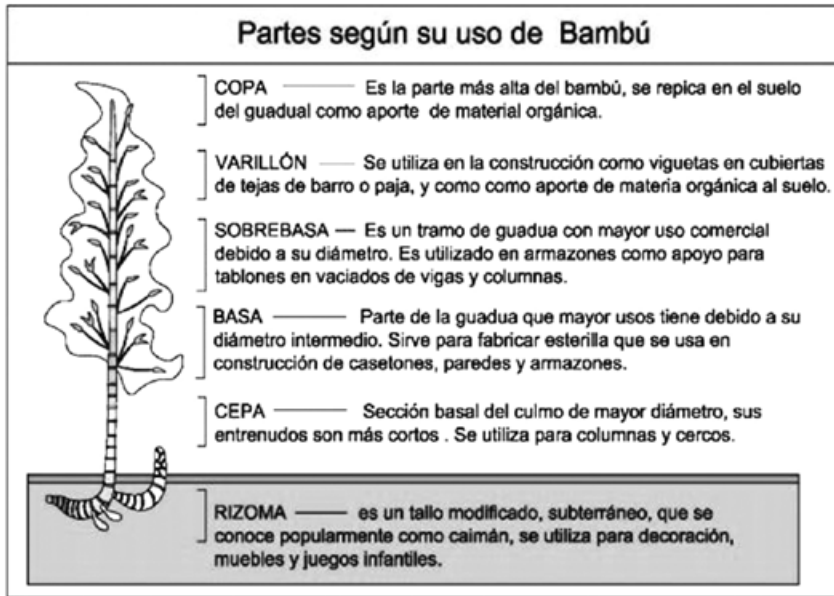 Partes según su uso de Bambú
COPA ——— Es la parte más alta del bambú, se repica en el suelo
del guadual como aporte de material orgánica.
VARILLÓN —— Se utiliza en la construcción como viguetas en cubiertas
de tejas de barro o paja, y como como aporte de materia orgánica al suelo.
SOBREBASA — Es un tramo de guadua con mayor uso comercial
debido a su diámetro. Es utilizado en armazones como apoyo para
tablones en vaciados de vigas y columnas.
BASA ——— Parte de la guadua que mayor usos tiene debido a su
diámetro intermedio. Sirve para fabricar esterilla que se usa en
construcción de casetones, paredes y armazones.
CEPA ——— Sección basal del culmo de mayor diámetro, sus
entrenudos son más cortos . Se utiliza para columnas y cercos.
RIZOMA —— es un tallo modificado, subterráneo, que se
conoce popularmente como caimán, se utiliza para decoración,
muebles y juegos infantiles.